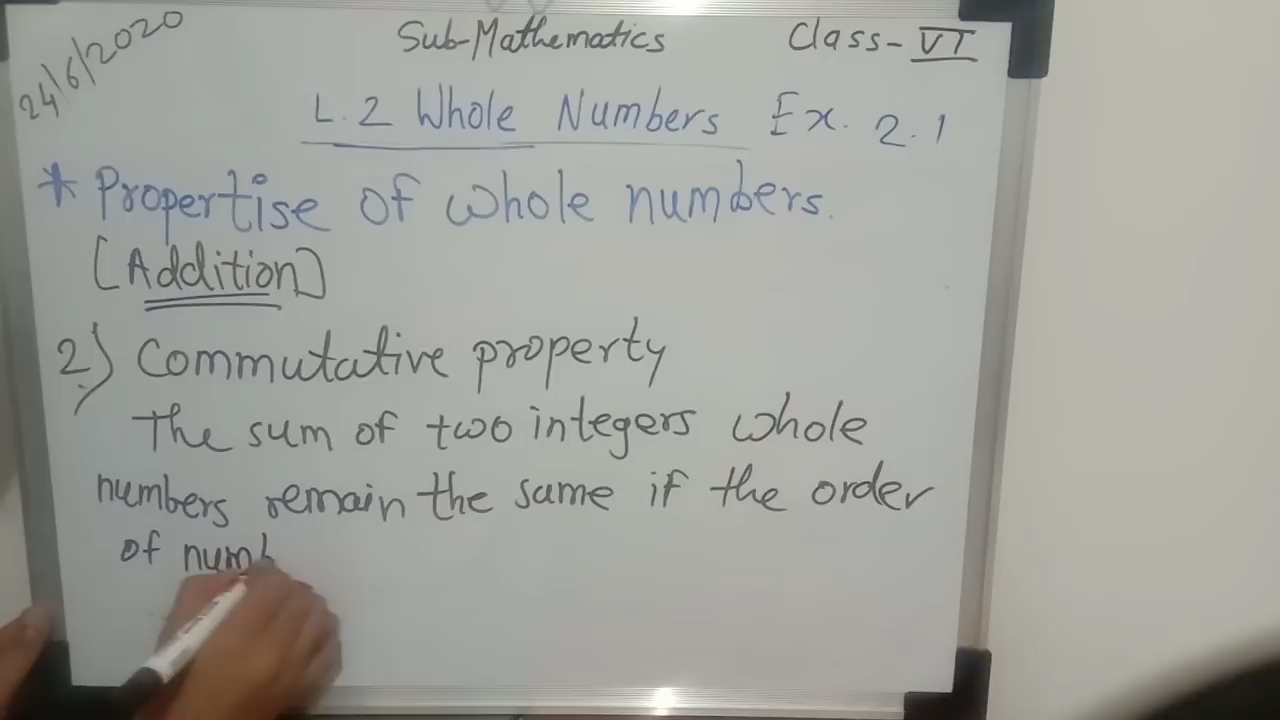 24/6/2020
Sub-Mathematics Class-VI
L.2 Whole Numbers Ex. 2.1
* Propertise of whole numbers.
[Addition]
2.) Commutative property
The sum of two integers whole
numbers remain the same if the order
of numb